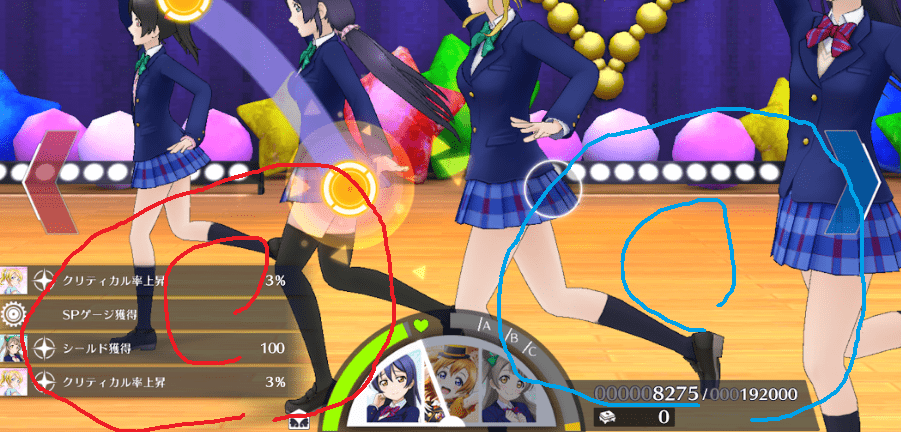 クリティカル率上昇 3%
SPゲージ獲得
シールド獲得 100
クリティカル率上昇 3%
/A
/B
/C
00008275/000192000
0